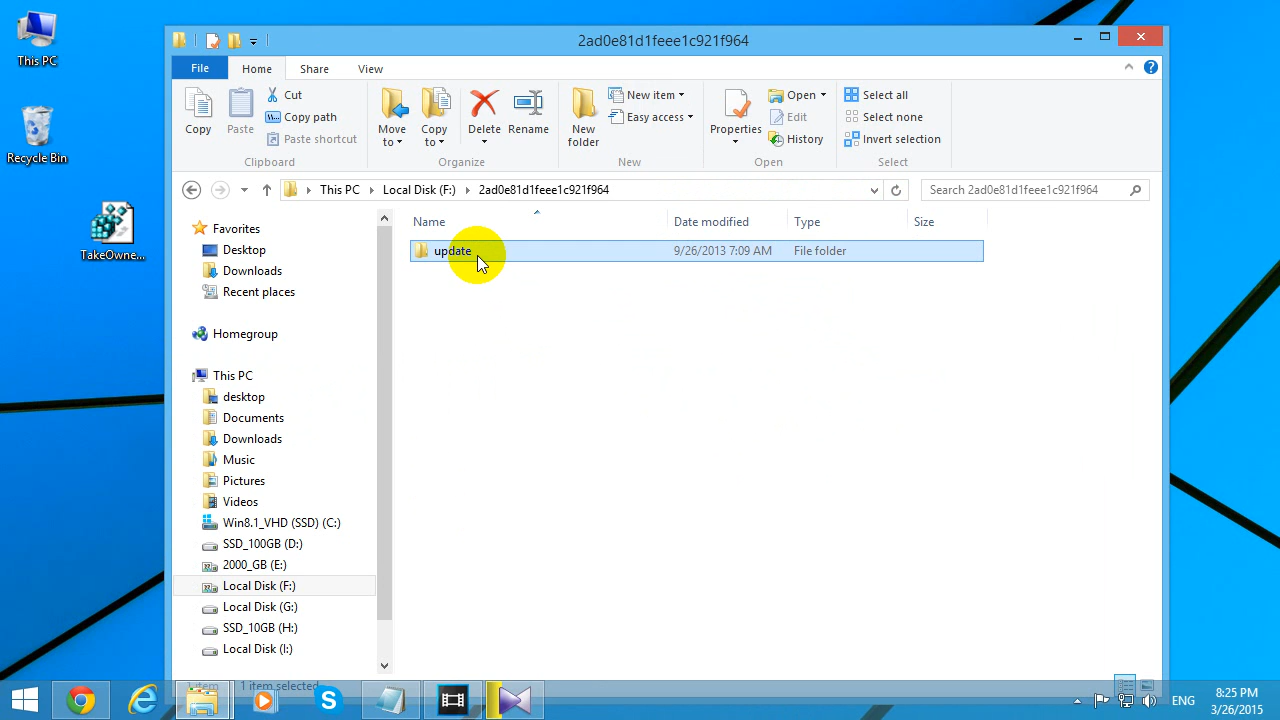 This PC
Recycle Bin
TakeOwne...
2ad0e81d1feee1c921f964
File Home Share View
Copy
Paste
Cut
Copy path
Paste shortcut
Clipboard
Move to
Copy to
Delete
Rename
Organize
New folder
New item
Easy access
New
Properties
Open
Edit
History
Open
Select all
Select none
Invert selection
Select
This PC Local Disk (F:) 2ad0e81d1feee1c921f964
Search 2ad0e81d1feee1c921f964
Name Date modified Type Size
update 9/26/2013 7:09 AM File folder
Favorites
Desktop
Downloads
Recent places
Homegroup
This PC
desktop
Documents
Downloads
Music
Pictures
Videos
Win8.1_VHD (SSD) (C:)
SSD_100GB (D:)
2000_GB (E:)
Local Disk (F:)
Local Disk (G:)
SSD_10GB (H:)
Local Disk (I:)
1 item 1 item selected
ENG
8:25 PM
3/26/2015